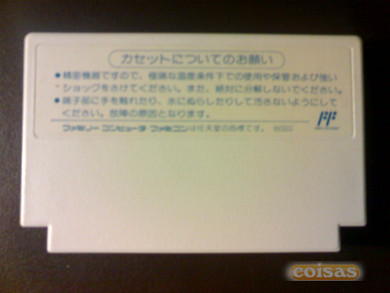 カセットについてのお願い
●精密機器ですので、極端な温度条件下での使用や保管および強い
ショックをさけてください。また、絶対に分解しないでください。
●端子部に手を触れたり、水にぬらしたりして汚さないようにして
ください。故障の原因となります。
ファミリーコンピュータ ファミコンは任天堂の商標です。
coisas